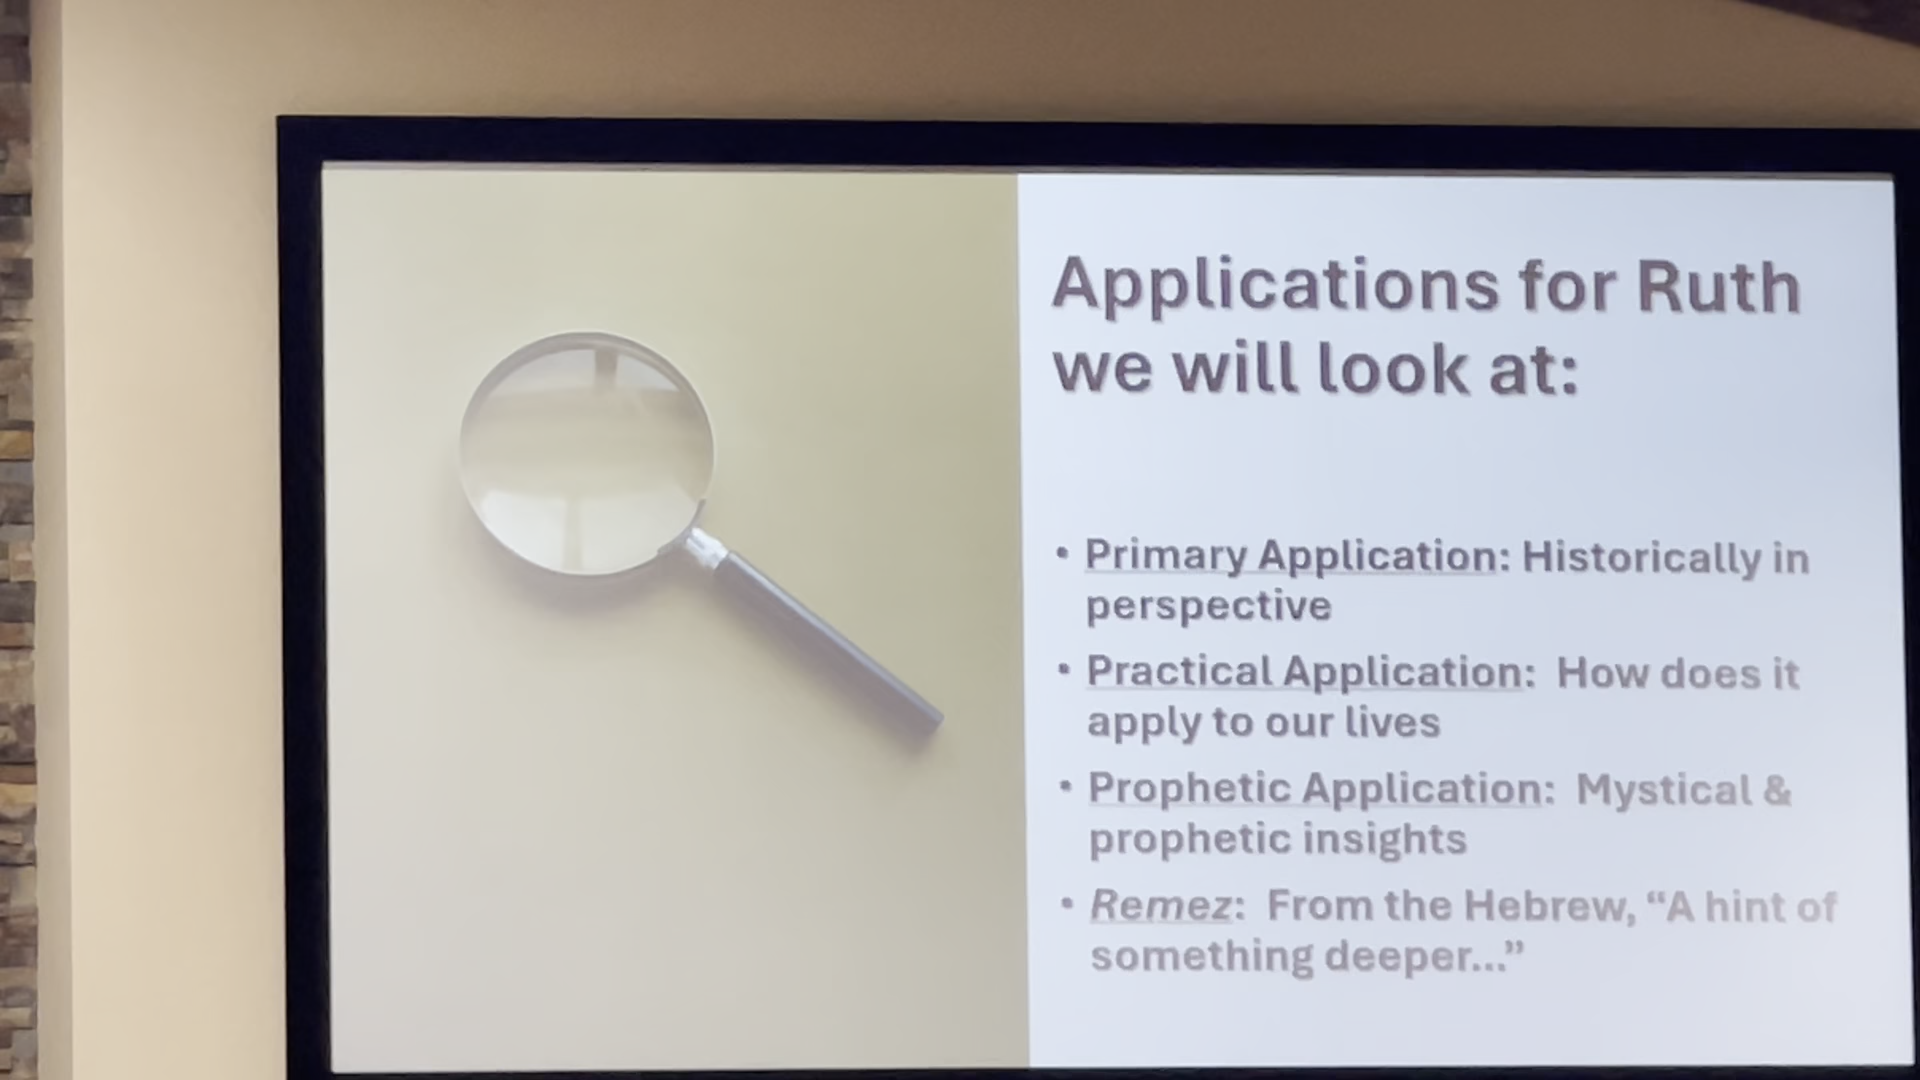 Applications for Ruth
we will look at:
• Primary Application: Historically in
perspective
• Practical Application:  How does it
apply to our lives
• Prophetic Application:  Mystical &
prophetic insights
• Remez:  From the Hebrew, “A hint of
something deeper...”